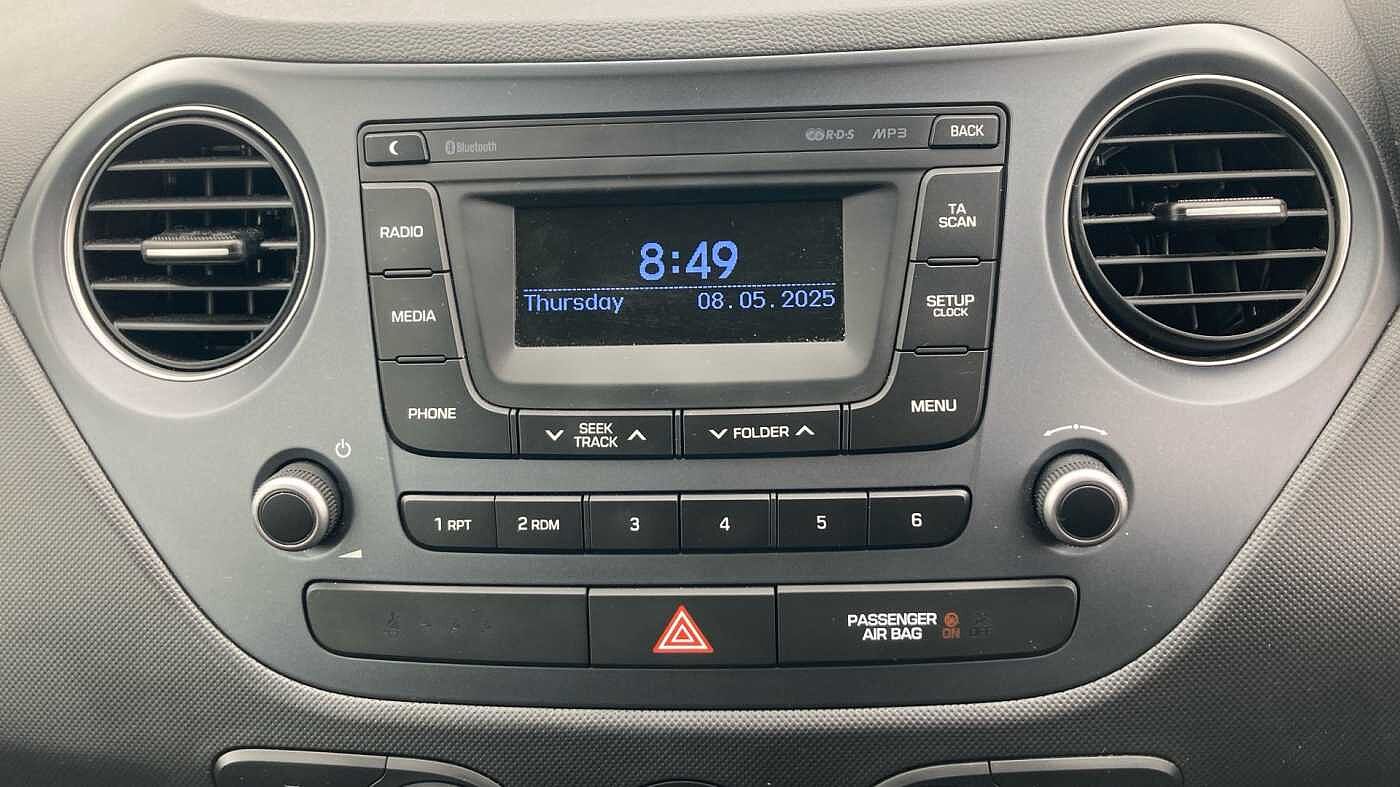 Bluetooth
R·D·S MP3 BACK
RADIO
TA
SCAN
8:49
Thursday 08.05.2025
MEDIA
SETUP
CLOCK
PHONE
MENU
SEEK
TRACK
FOLDER
1 RPT 2 RDM 3 4 5 6
PASSENGER
AIR BAG
ON OFF